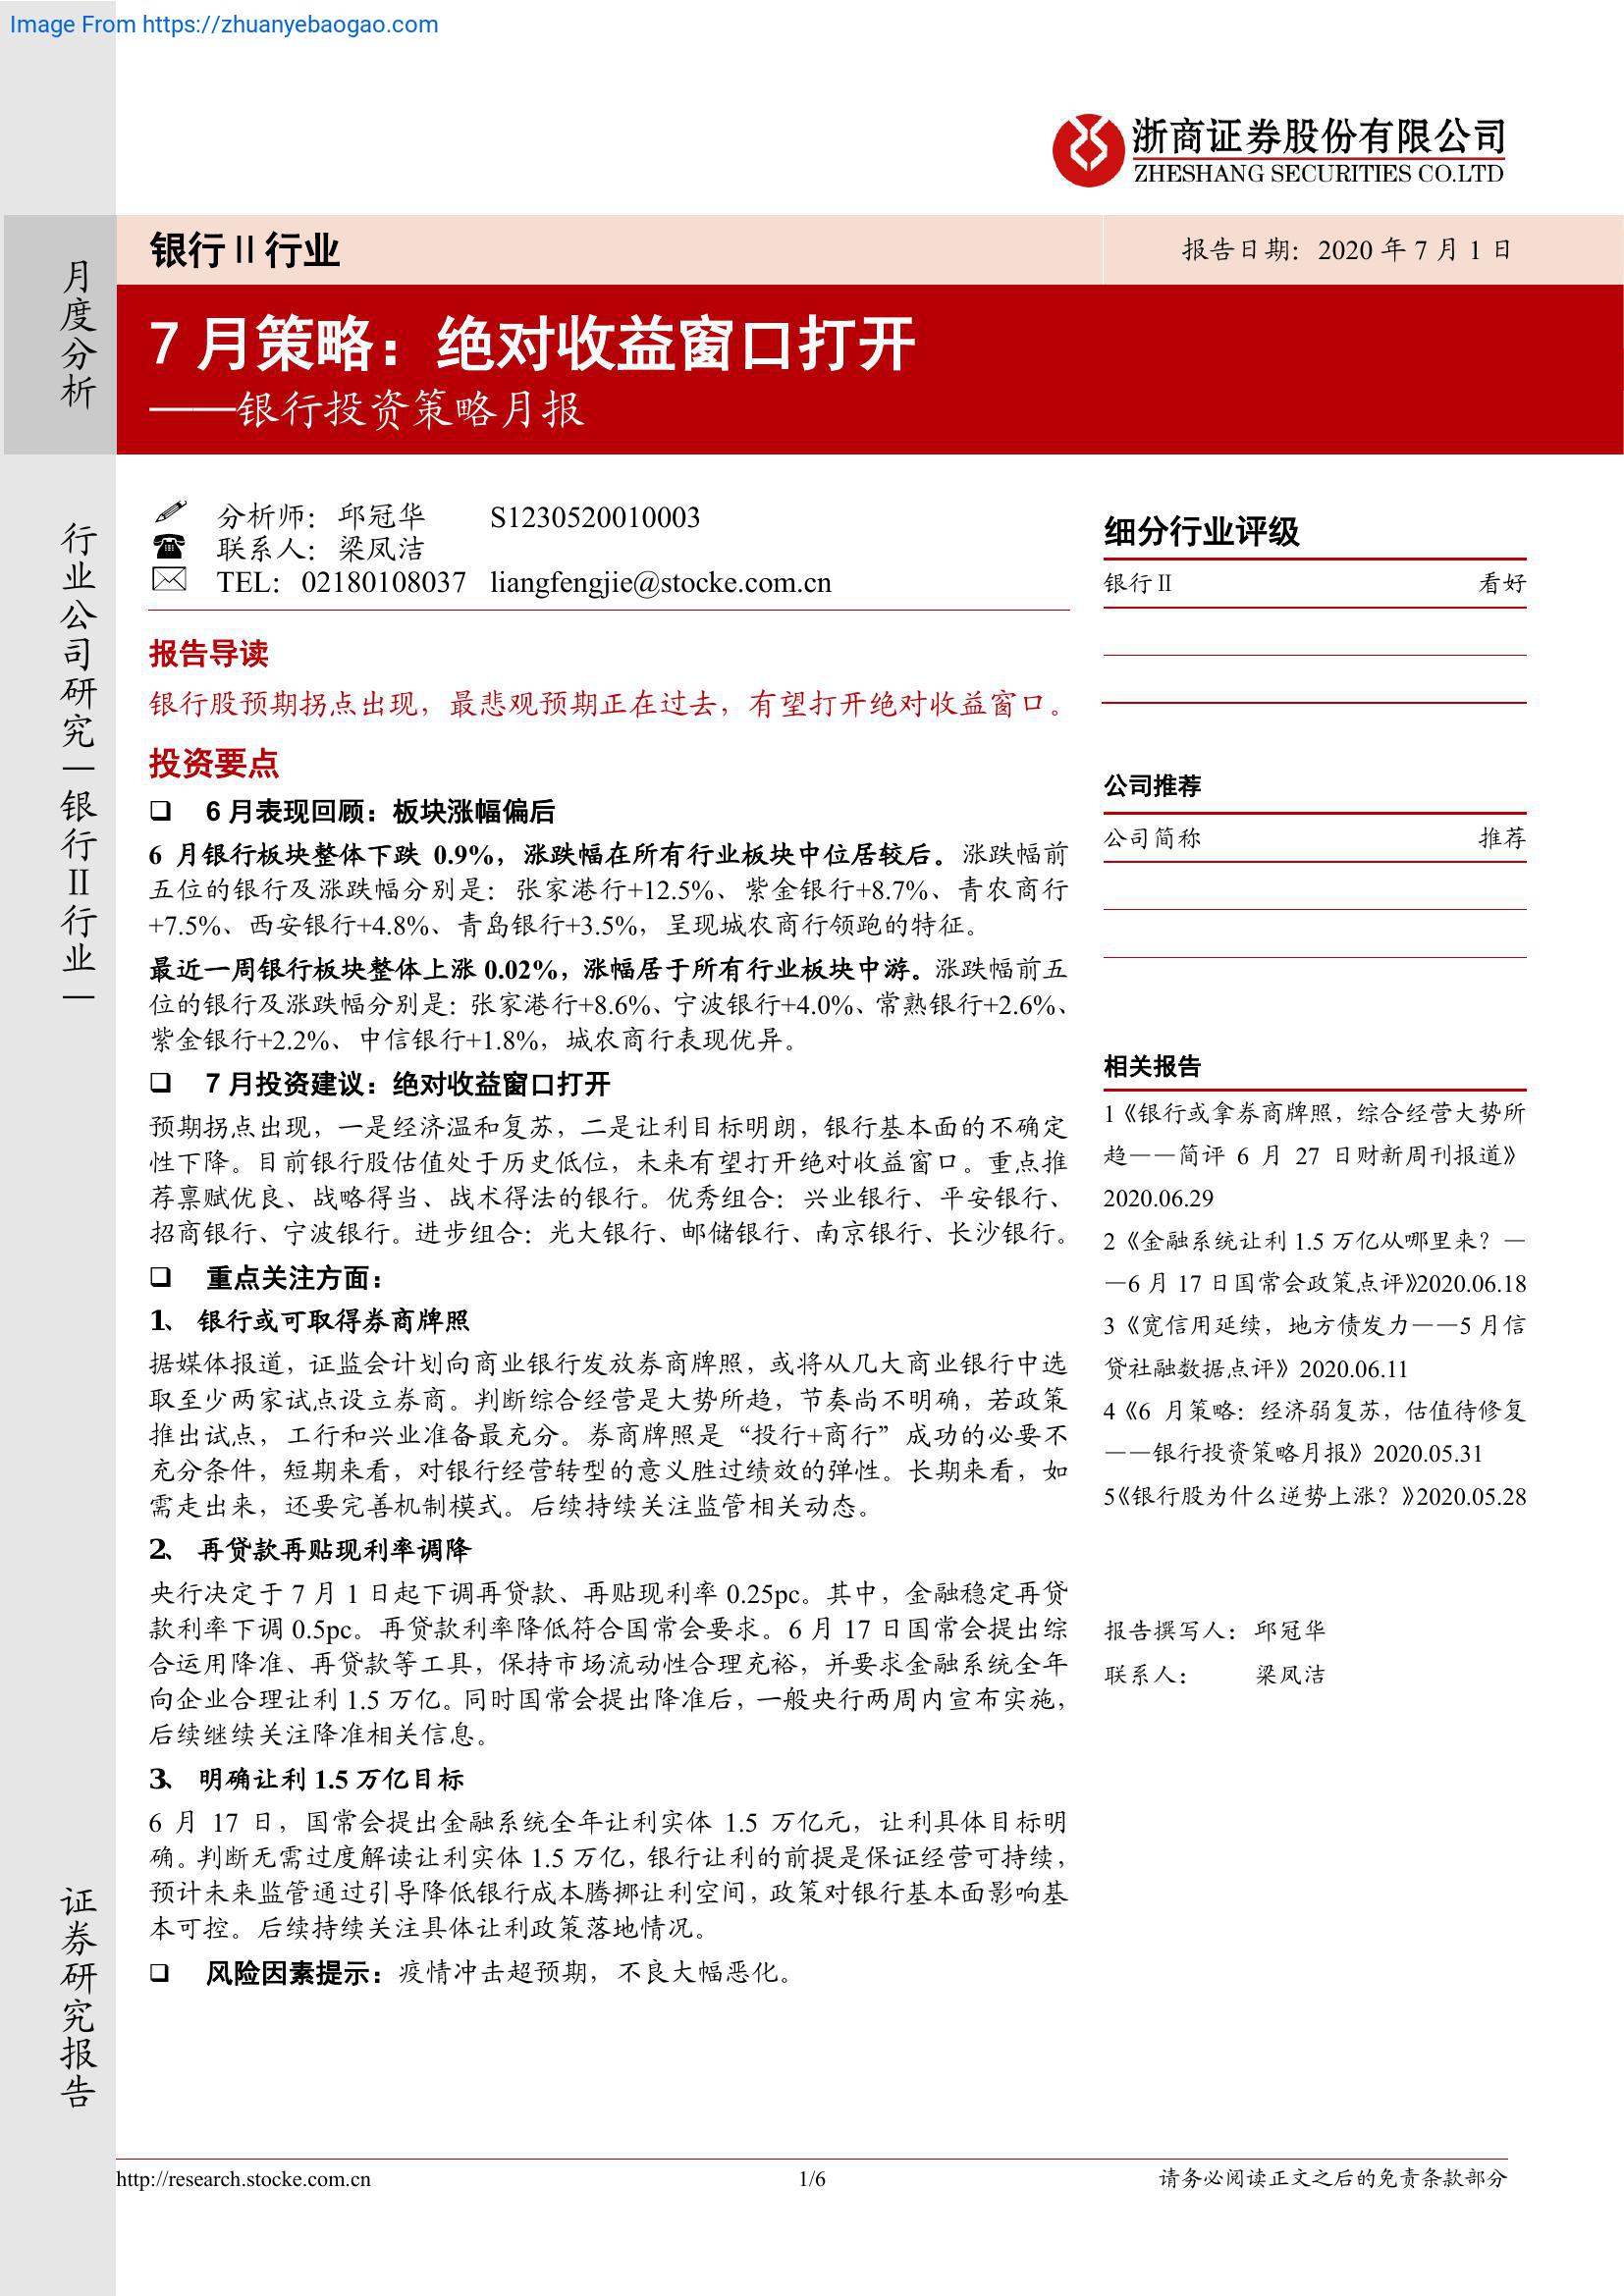 Image From https://zhuanyebaogao.com
浙商证券股份有限公司
ZHESHANG SECURITIES CO.LTD
月度分析
行业公司研究|银行Ⅱ行业|
证券研究报告
银行Ⅱ行业
报告日期：2020 年 7 月 1 日
7 月策略：绝对收益窗口打开
——银行投资策略月报
分析师：邱冠华 S1230520010003
联系人：梁凤洁
TEL：02180108037 liangfengjie@stocke.com.cn
报告导读
银行股预期拐点出现，最悲观预期正在过去，有望打开绝对收益窗口。
投资要点
❑ 6 月表现回顾：板块涨幅偏后
6 月银行板块整体下跌 0.9%，涨跌幅在所有行业板块中位居较后。涨跌幅前
五位的银行及涨跌幅分别是：张家港行+12.5%、紫金银行+8.7%、青农商行
+7.5%、西安银行+4.8%、青岛银行+3.5%，呈现城农商行领跑的特征。
最近一周银行板块整体上涨 0.02%，涨幅居于所有行业板块中游。涨跌幅前五
位的银行及涨跌幅分别是：张家港行+8.6%、宁波银行+4.0%、常熟银行+2.6%、
紫金银行+2.2%、中信银行+1.8%，城农商行表现优异。
❑ 7 月投资建议：绝对收益窗口打开
预期拐点出现，一是经济温和复苏，二是让利目标明朗，银行基本面的不确定
性下降。目前银行股估值处于历史低位，未来有望打开绝对收益窗口。重点推
荐禀赋优良、战略得当、战术得法的银行。优秀组合：兴业银行、平安银行、
招商银行、宁波银行。进步组合：光大银行、邮储银行、南京银行、长沙银行。
❑ 重点关注方面：
1、 银行或可取得券商牌照
据媒体报道，证监会计划向商业银行发放券商牌照，或将从几大商业银行中选
取至少两家试点设立券商。判断综合经营是大势所趋，节奏尚不明确，若政策
推出试点，工行和兴业准备最充分。券商牌照是“投行+商行”成功的必要不
充分条件，短期来看，对银行经营转型的意义胜过绩效的弹性。长期来看，如
需走出来，还要完善机制模式。后续持续关注监管相关动态。
2、 再贷款再贴现利率调降
央行决定于 7 月 1 日起下调再贷款、再贴现利率 0.25pc。其中，金融稳定再贷
款利率下调 0.5pc。再贷款利率降低符合国常会要求。6 月 17 日国常会提出综
合运用降准、再贷款等工具，保持市场流动性合理充裕，并要求金融系统全年
向企业合理让利 1.5 万亿。同时国常会提出降准后，一般央行两周内宣布实施，
后续继续关注降准相关信息。
3、 明确让利 1.5 万亿目标
6 月 17 日，国常会提出金融系统全年让利实体 1.5 万亿元，让利具体目标明
确。判断无需过度解读让利实体 1.5 万亿，银行让利的前提是保证经营可持续，
预计未来监管通过引导降低银行成本腾挪让利空间，政策对银行基本面影响基
本可控。后续持续关注具体让利政策落地情况。
❑ 风险因素提示：疫情冲击超预期，不良大幅恶化。
细分行业评级
银行Ⅱ 看好
公司推荐
公司简称 推荐
相关报告
1《银行或拿券商牌照，综合经营大势所
趋——简评 6 月 27 日财新周刊报道》
2020.06.29
2《金融系统让利 1.5 万亿从哪里来？—
—6 月 17 日国常会政策点评》2020.06.18
3《宽信用延续，地方债发力——5 月信
贷社融数据点评》2020.06.11
4《6 月策略：经济弱复苏，估值待修复
——银行投资策略月报》2020.05.31
5《银行股为什么逆势上涨？》2020.05.28
报告撰写人：邱冠华
联系人： 梁凤洁
http://research.stocke.com.cn 1/6 请务必阅读正文之后的免责条款部分